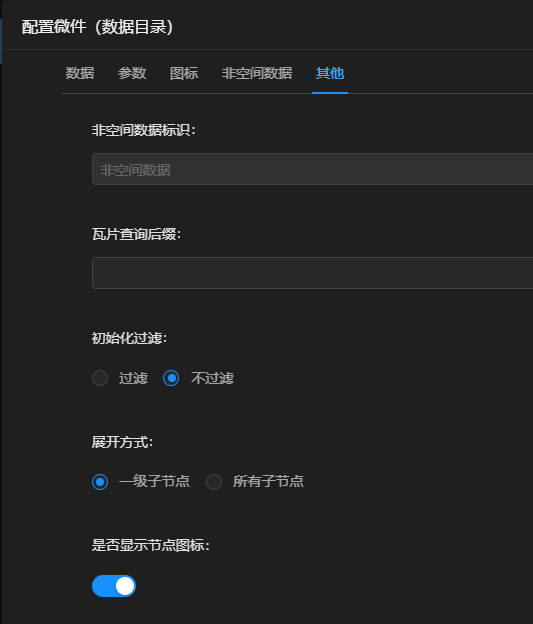 配置微件（数据目录）
数据 参数 图标 非空间数据 其他
非空间数据标识：
非空间数据
瓦片查询后缀：
初始化过滤：
过滤 不过滤
展开方式：
一级子节点 所有子节点
是否显示节点图标：